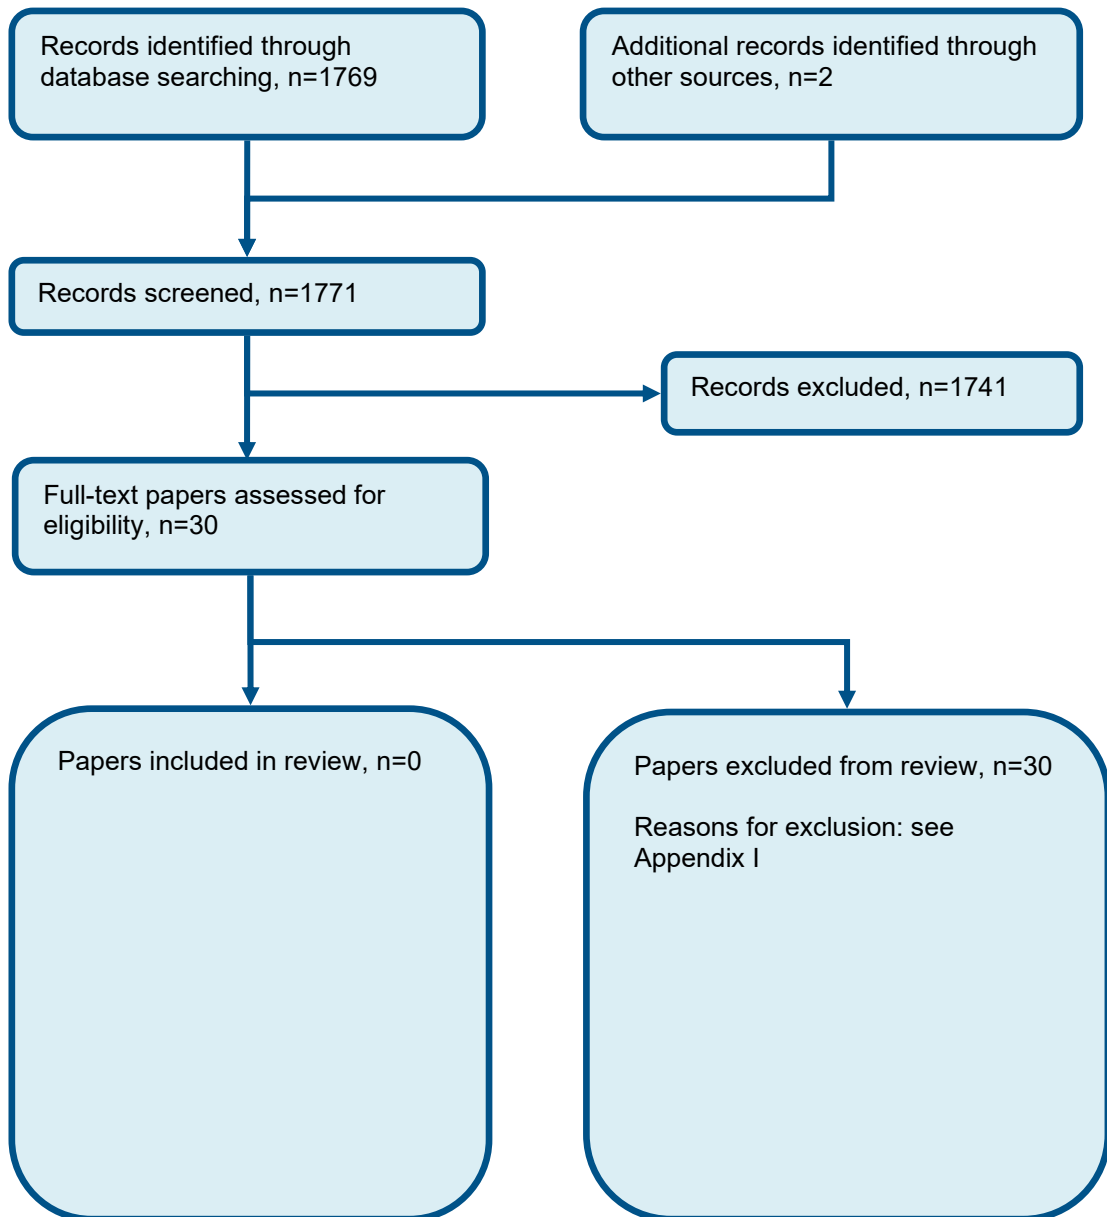 Records identified through
database searching, n=1769
Additional records identified through
other sources, n=2
Records screened, n=1771
Records excluded, n=1741
Full-text papers assessed for
eligibility, n=30
Papers included in review, n=0
Papers excluded from review, n=30
Reasons for exclusion: see
Appendix I